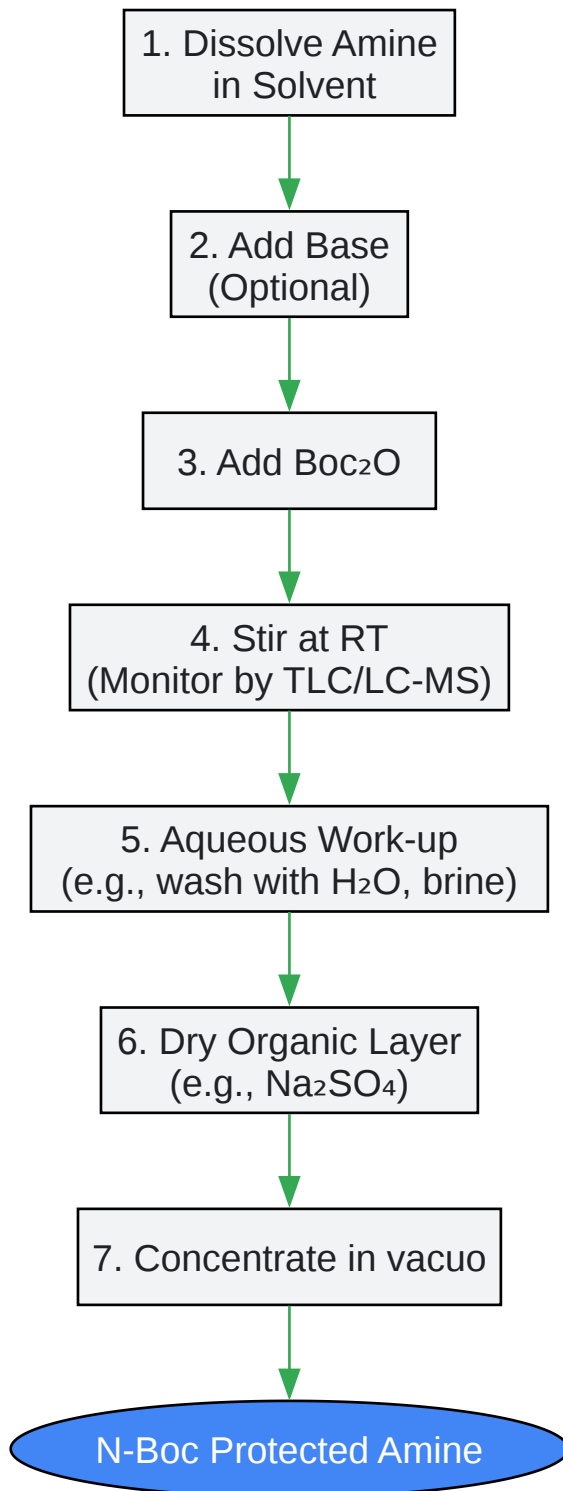 1. Dissolve Amine
in Solvent
2. Add Base
(Optional)
3. Add Boc₂O
4. Stir at RT
(Monitor by TLC/LC-MS)
5. Aqueous Work-up
(e.g., wash with H₂O, brine)
6. Dry Organic Layer
(e.g., Na₂SO₄)
7. Concentrate in vacuo
N-Boc Protected Amine